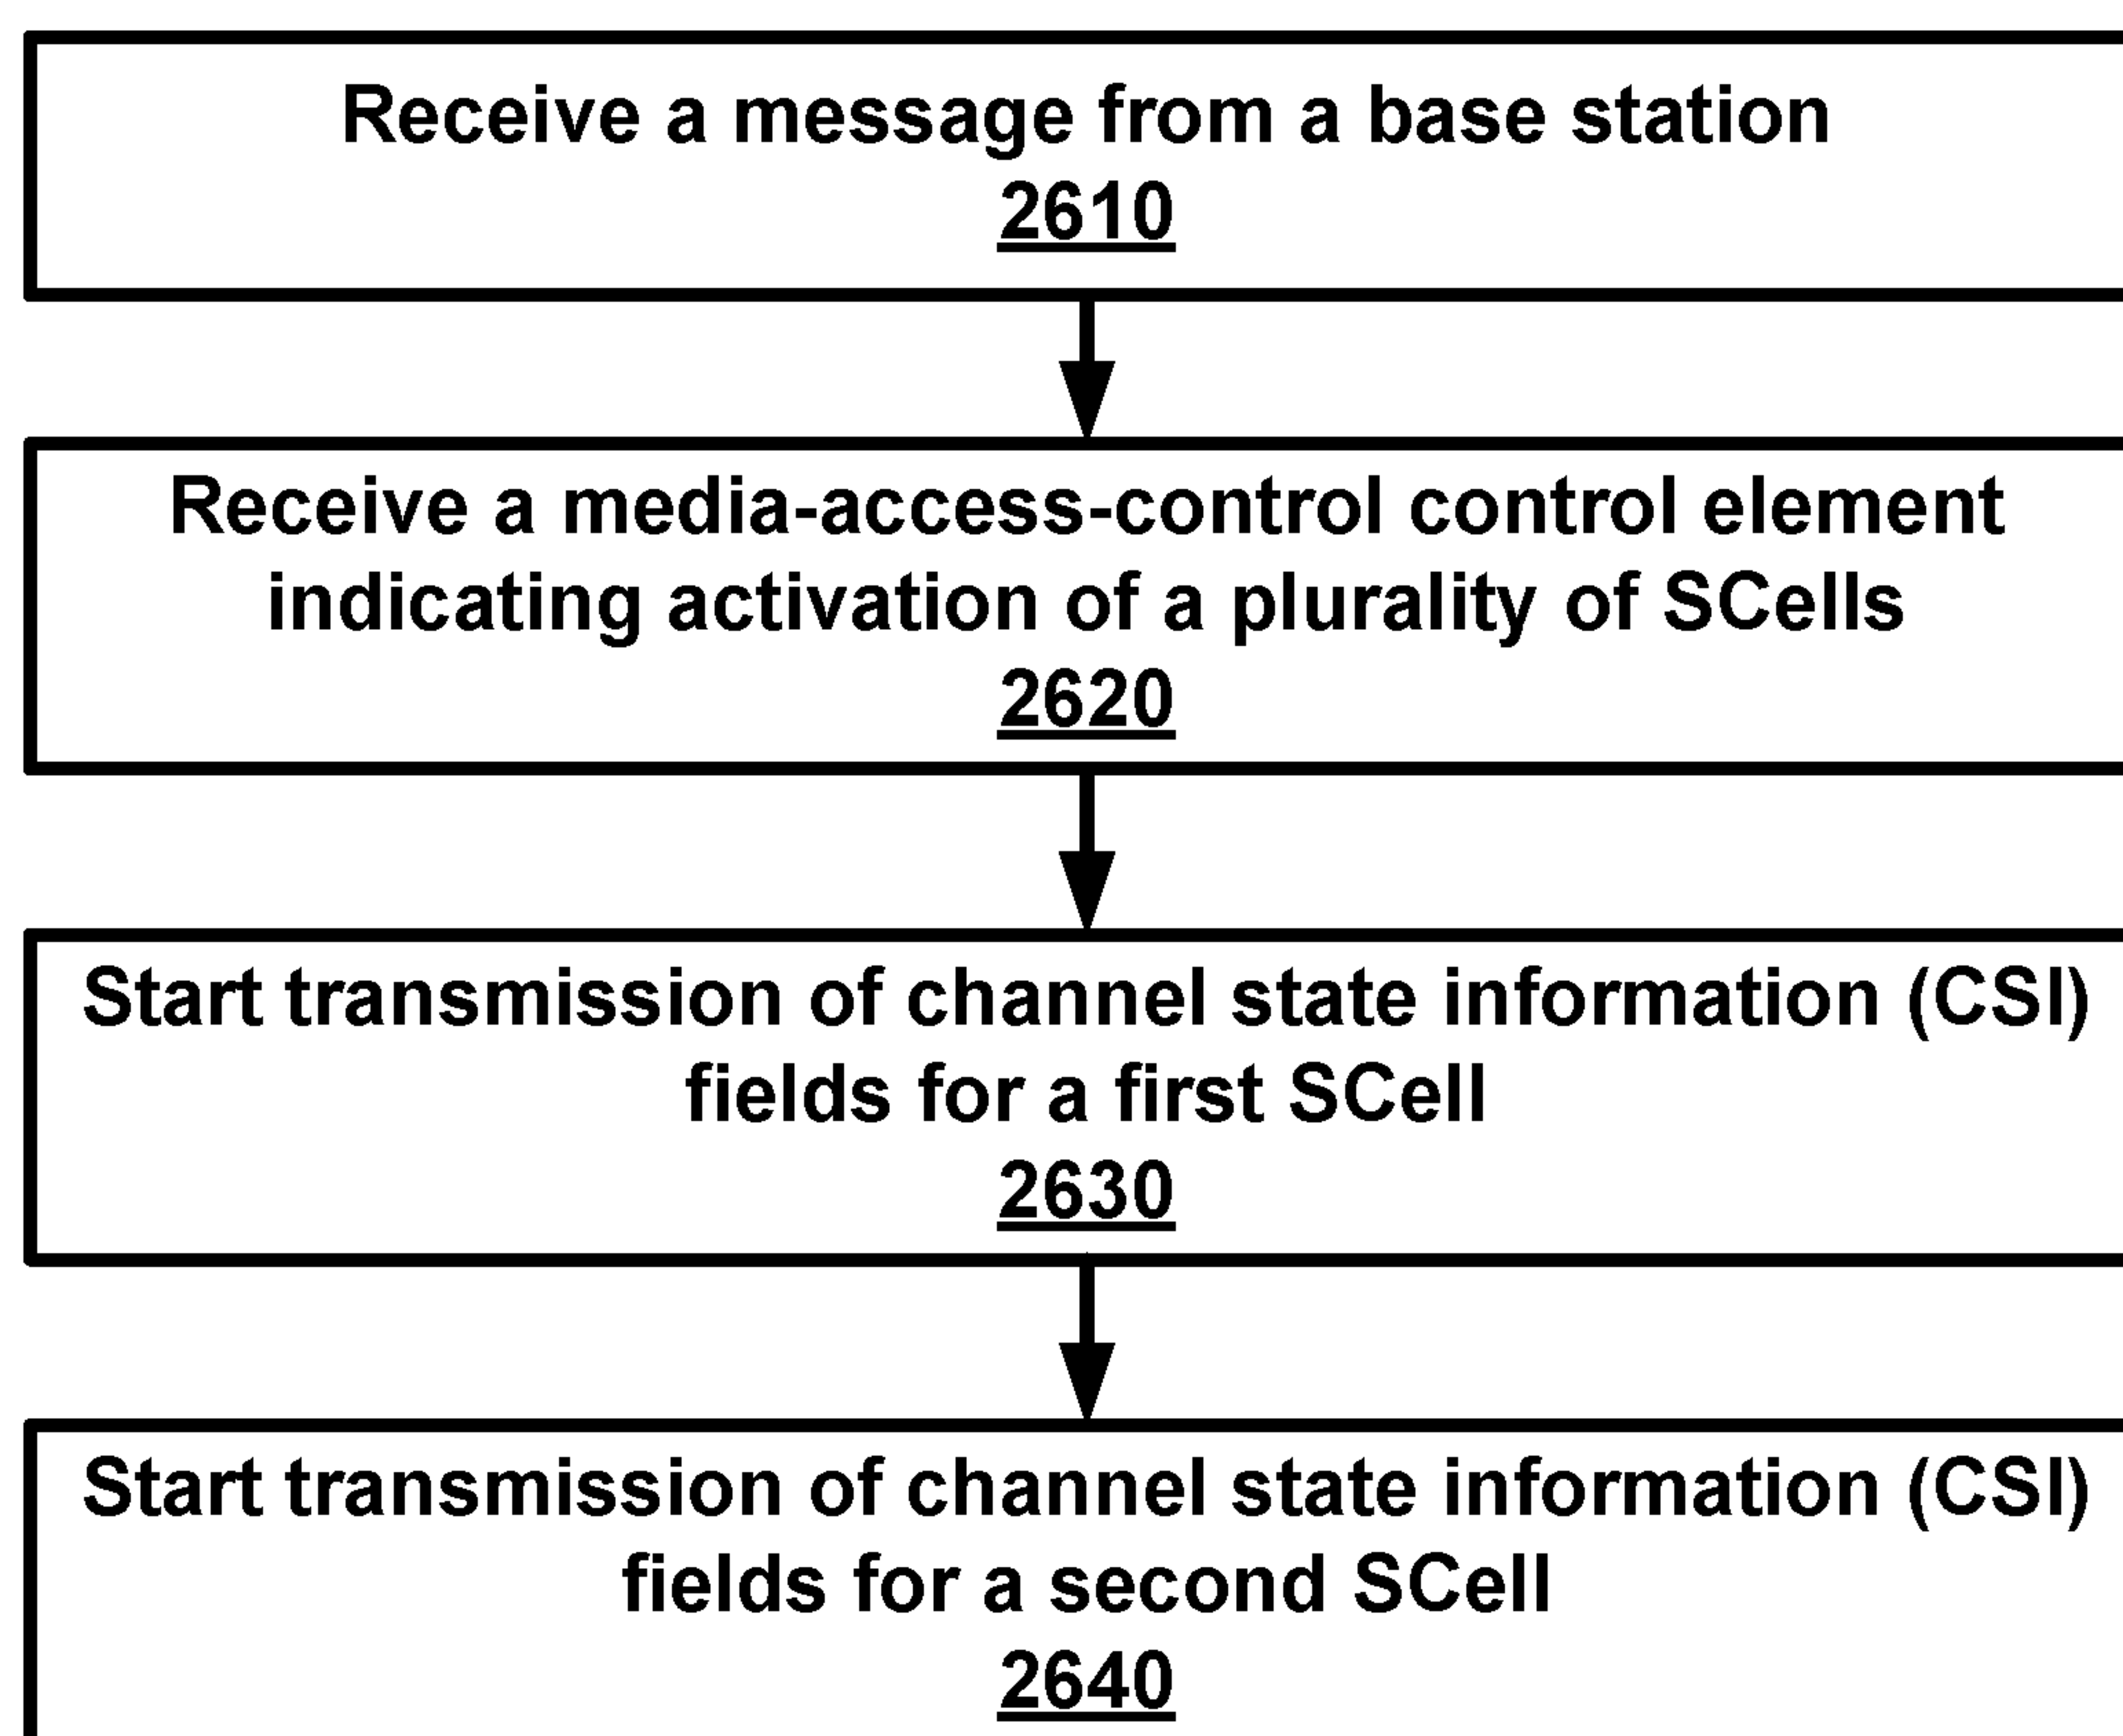 Receive a message from a base station
2610
Receive a media-access-control control element
indicating activation of a plurality of SCells
2620
Start transmission of channel state information (CSI)
fields for a first SCell
2630
Start transmission of channel state information (CSI)
fields for a second SCell
2640